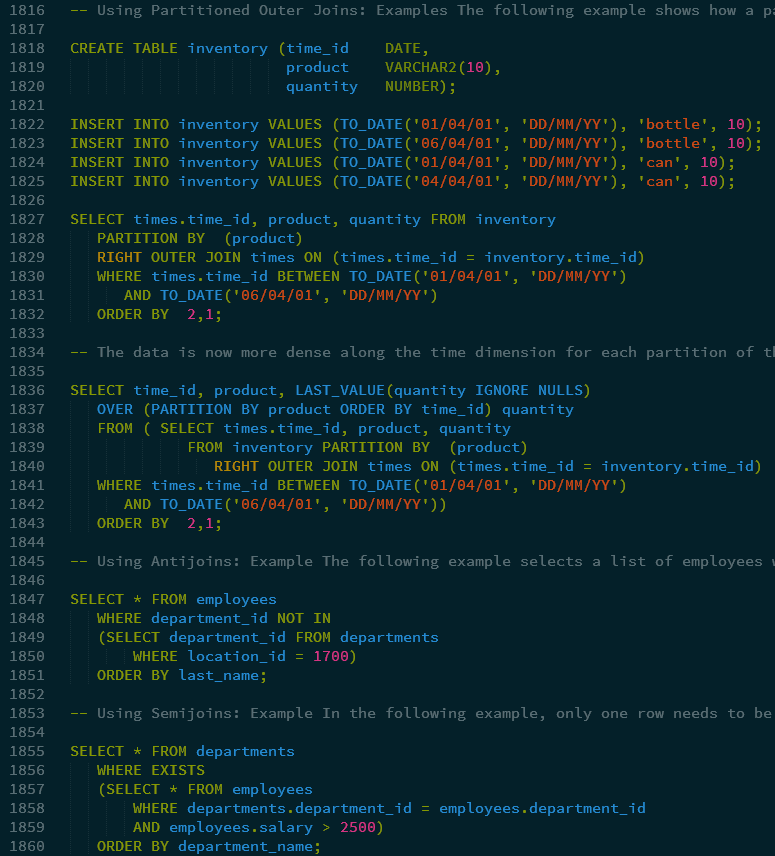 1816 -- Using Partitioned Outer Joins: Examples The following example shows how a
1817
1818 CREATE TABLE inventory (time_id    DATE,
1819                         product    VARCHAR2(10),
1820                         quantity   NUMBER);
1821
1822 INSERT INTO inventory VALUES (TO_DATE('01/04/01', 'DD/MM/YY'), 'bottle', 10);
1823 INSERT INTO inventory VALUES (TO_DATE('06/04/01', 'DD/MM/YY'), 'bottle', 10);
1824 INSERT INTO inventory VALUES (TO_DATE('01/04/01', 'DD/MM/YY'), 'can', 10);
1825 INSERT INTO inventory VALUES (TO_DATE('04/04/01', 'DD/MM/YY'), 'can', 10);
1826
1827 SELECT times.time_id, product, quantity FROM inventory
1828    PARTITION BY  (product)
1829    RIGHT OUTER JOIN times ON (times.time_id = inventory.time_id)
1830    WHERE times.time_id BETWEEN TO_DATE('01/04/01', 'DD/MM/YY')
1831       AND TO_DATE('06/04/01', 'DD/MM/YY')
1832    ORDER BY  2,1;
1833
1834 -- The data is now more dense along the time dimension for each partition of
1835
1836 SELECT time_id, product, LAST_VALUE(quantity IGNORE NULLS)
1837    OVER (PARTITION BY product ORDER BY time_id) quantity
1838    FROM ( SELECT times.time_id, product, quantity
1839              FROM inventory PARTITION BY  (product)
1840                 RIGHT OUTER JOIN times ON (times.time_id = inventory.time_id)
1841    WHERE times.time_id BETWEEN TO_DATE('01/04/01', 'DD/MM/YY')
1842       AND TO_DATE('06/04/01', 'DD/MM/YY'))
1843    ORDER BY  2,1;
1844
1845 -- Using Antijoins: Example The following example selects a list of employees
1846
1847 SELECT * FROM employees
1848    WHERE department_id NOT IN
1849    (SELECT department_id FROM departments
1850        WHERE location_id = 1700)
1851    ORDER BY last_name;
1852
1853 -- Using Semijoins: Example In the following example, only one row needs to be
1854
1855 SELECT * FROM departments
1856    WHERE EXISTS
1857    (SELECT * FROM employees
1858        WHERE departments.department_id = employees.department_id
1859        AND employees.salary > 2500)
1860    ORDER BY department_name;